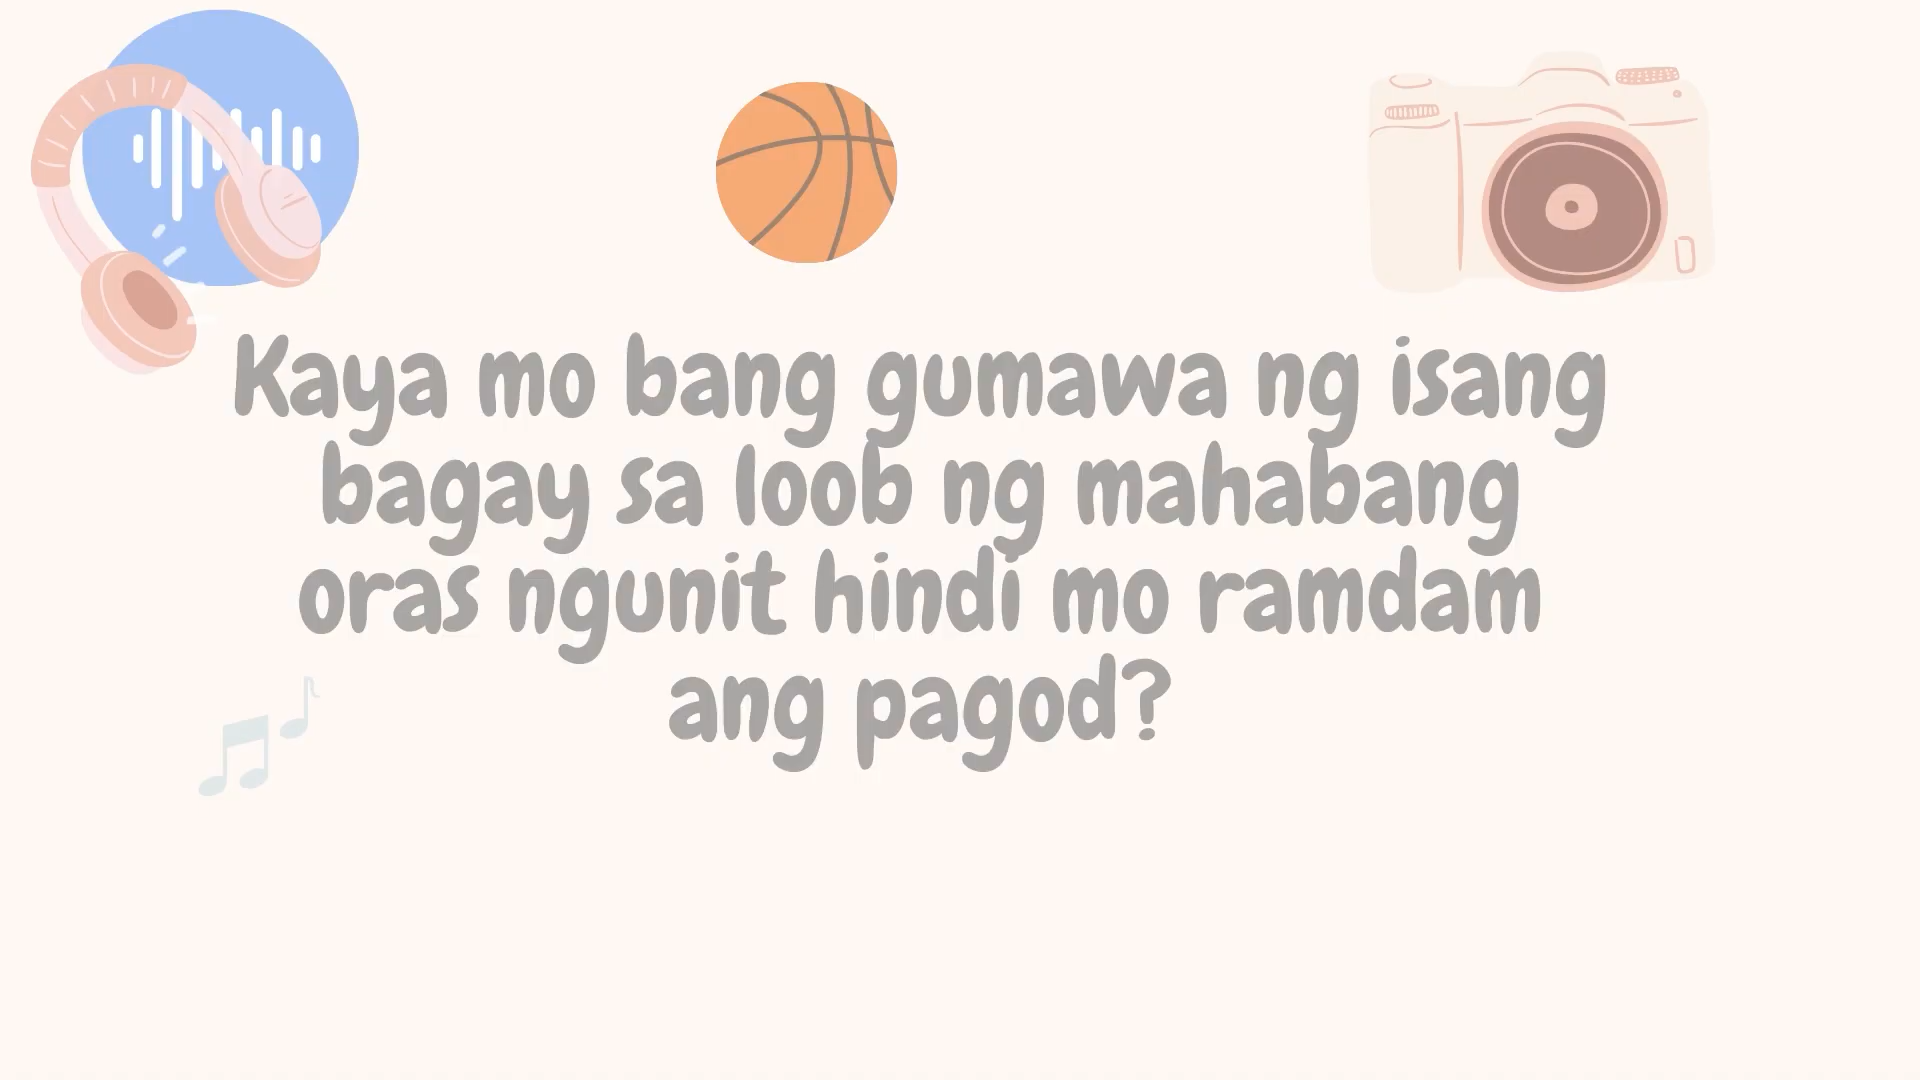 Kaya mo bang gumawa ng isang
bagay sa loob ng mahabang
oras ngunit hindi mo ramdam
ang pagod?